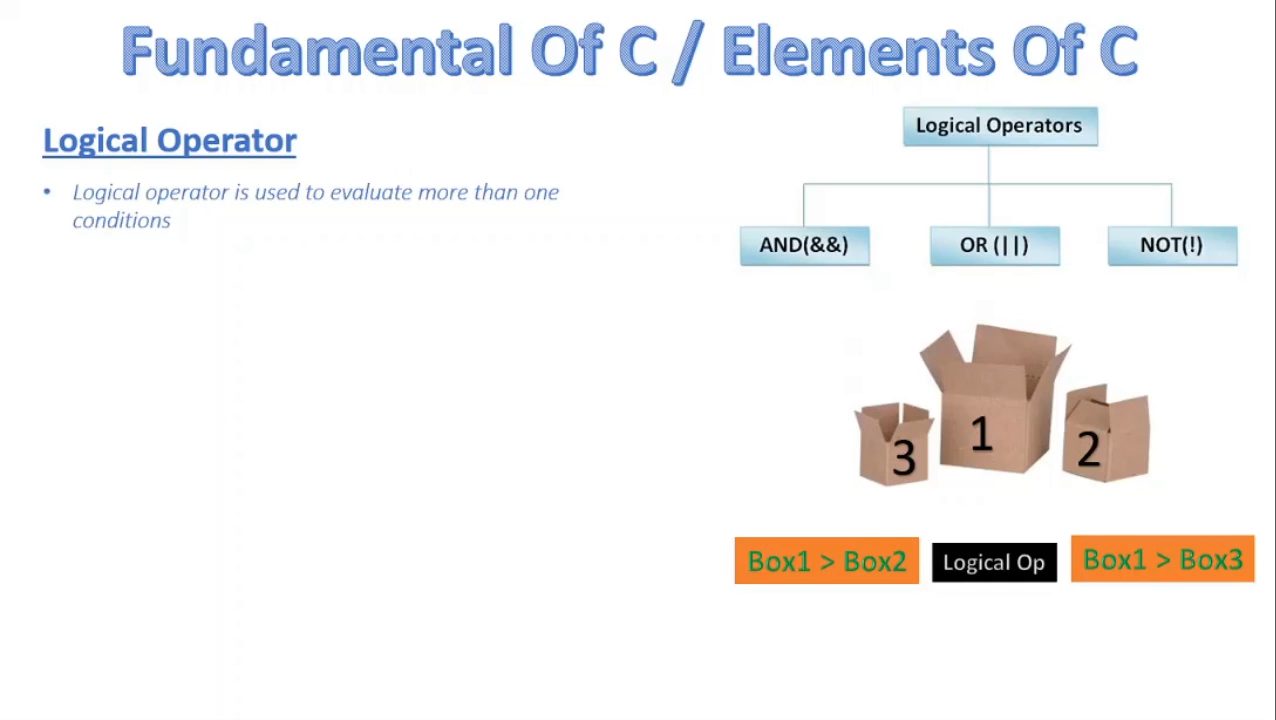 Fundamental Of C / Elements Of C
Logical Operator
• Logical operator is used to evaluate more than one
conditions
Logical Operators
AND(&&)
OR (||)
NOT(!)
3
1
2
Box1 > Box2
Logical Op
Box1 > Box3